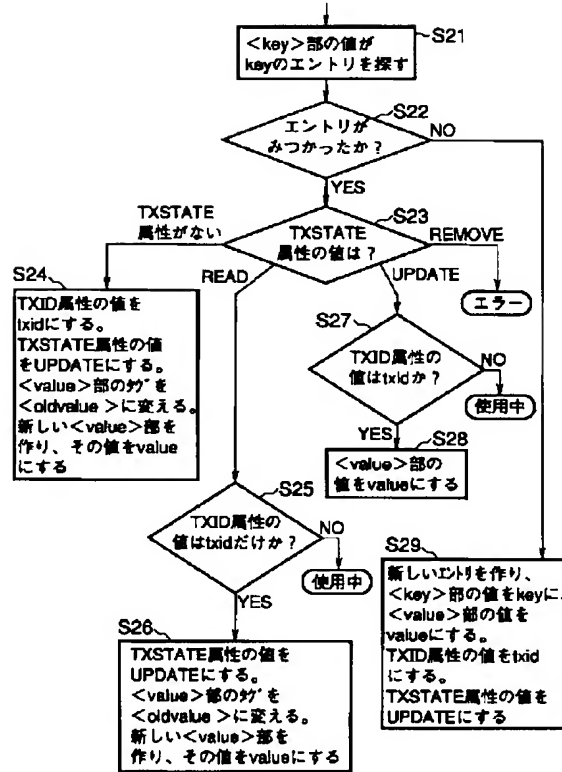 S21
<key>部の値が
keyのエントリを探す
S22
エントリが
みつかったか？
NO
YES
S23
TXSTATE
属性がない
TXSTATE
属性の値は？
REMOVE
エラー
READ
UPDATE
S24
TXID属性の値を
txidにする。
TXSTATE属性の値
をUPDATEにする。
<value>部のﾀｸﾞを
<oldvalue>に変える。
新しい<value>部を
作り、その値をvalue
にする
S27
TXID属性の
値はtxidか？
NO
使用中
YES
S28
<value>部の
値をvalueにする
S25
TXID属性の
値はtxidだけか？
NO
使用中
YES
S26
TXSTATE属性の値を
UPDATEにする。
<value>部のﾀｸﾞを
<oldvalue>に変える。
新しい<value>部を
作り、その値をvalueにする
S29
新しいｴﾝﾄﾘを作り、
<key>部の値をkeyに、
<value>部の値を
valueにする。
TXID属性の値をtxid
にする。
TXSTATE属性の値を
UPDATEにする